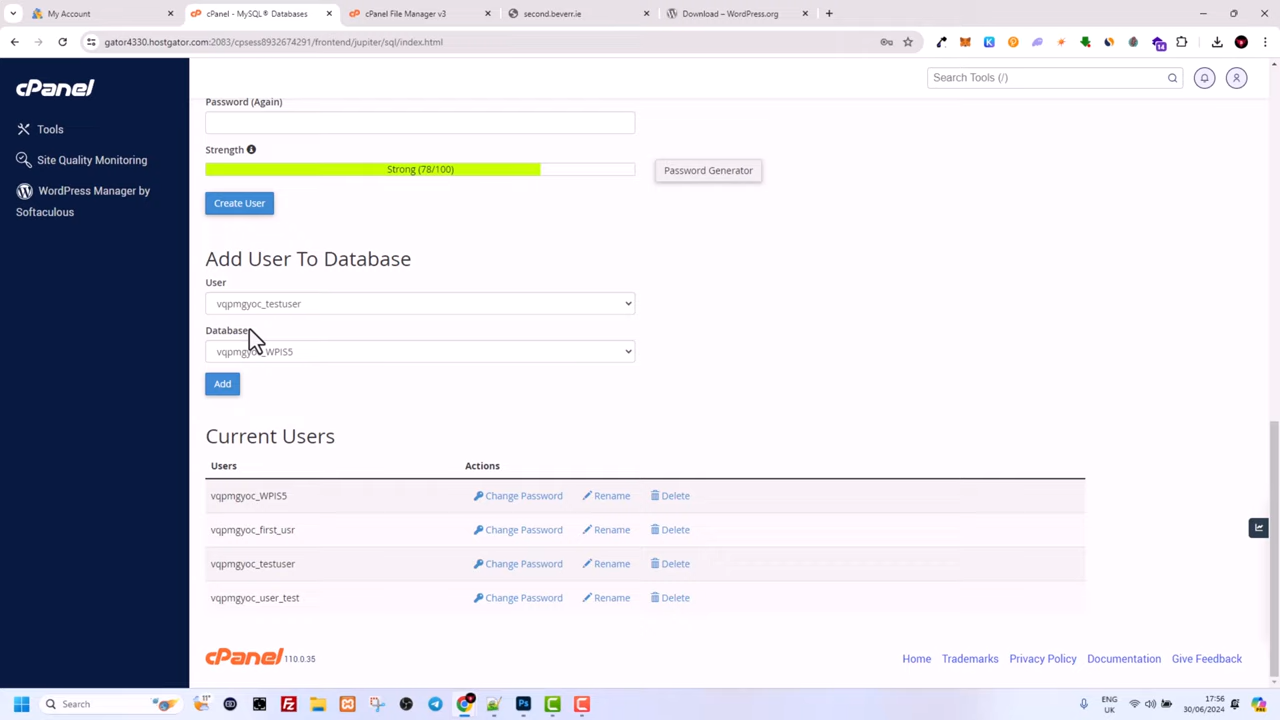 My Account
cPanel - MySQL® Databases
cPanel File Manager v3
second.beverr.ie
Download – WordPress.org
gator4330.hostgator.com:2083/cpsess8932674291/frontend/jupiter/sql/index.html
14
cPanel
Search Tools (/)
Tools
Site Quality Monitoring
WordPress Manager by
Softaculous
Password (Again)
Strength
Strong (78/100)
Password Generator
Create User
Add User To Database
User
vqpmgyoc_testuser
Database
vqpmgyoc_WPIS5
Add
Current Users
Users Actions
vqpmgyoc_WPIS5 Change Password Rename Delete
vqpmgyoc_first_usr Change Password Rename Delete
vqpmgyoc_testuser Change Password Rename Delete
vqpmgyoc_user_test Change Password Rename Delete
cPanel 110.0.35
Home Trademarks Privacy Policy Documentation Give Feedback
Search
11°
ENG
UK
17:56
30/06/2024